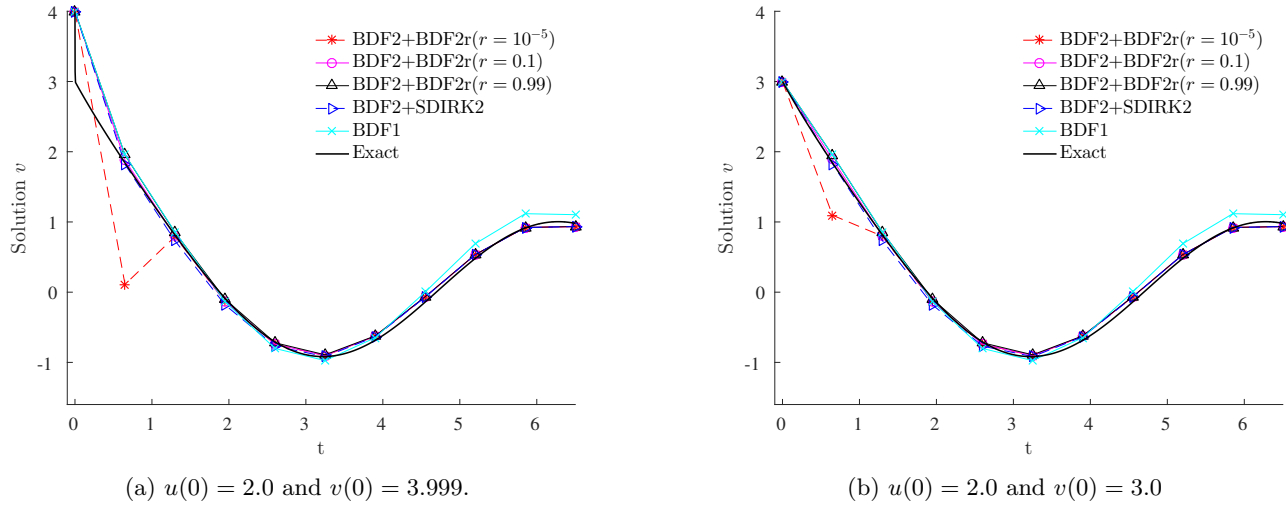 4
3
2
1
0
-1
Solution v
0
1
2
3
4
5
6
t
BDF2+BDF2r(r = 10⁻⁵)
BDF2+BDF2r(r = 0.1)
BDF2+BDF2r(r = 0.99)
BDF2+SDIRK2
BDF1
Exact
(a) u(0) = 2.0 and v(0) = 3.999.
4
3
2
1
0
-1
Solution v
0
1
2
3
4
5
6
t
BDF2+BDF2r(r = 10⁻⁵)
BDF2+BDF2r(r = 0.1)
BDF2+BDF2r(r = 0.99)
BDF2+SDIRK2
BDF1
Exact
(b) u(0) = 2.0 and v(0) = 3.0